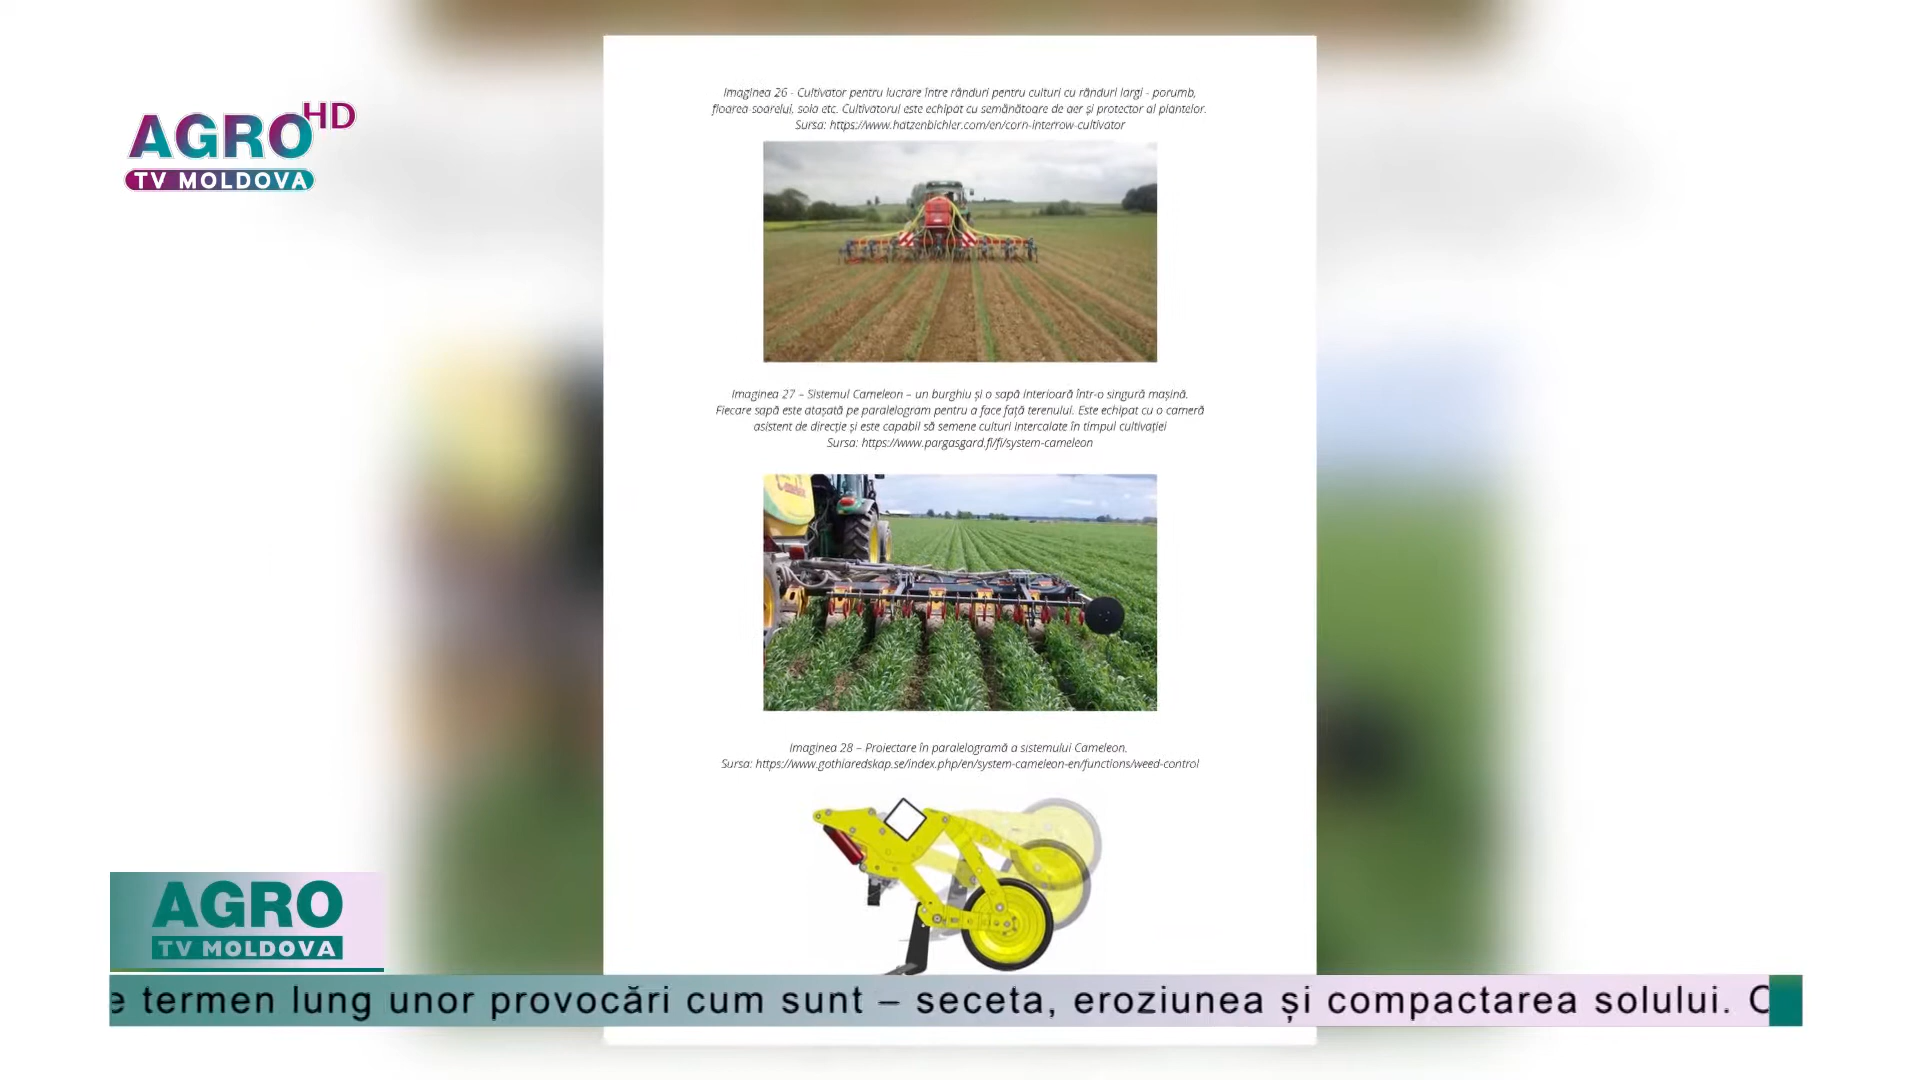 AGRO HD
TV MOLDOVA
Imaginea 26 - Cultivator pentru lucrare între rânduri pentru culturi cu rânduri largi - porumb,
floarea soarelui, soia etc. Cultivatorul este echipat cu semănătoare de aer și protector al plantelor.
Sursa: https://www.hatzenbichler.com/en/corn-interrow-cultivator
Imaginea 27 – Sistemul Cameleon – un burghiu și o sapă interioară într-o singură mașină.
Fiecare sapă este atașată pe paralelogram pentru a face față terenului. Este echipat cu o cameră
asistent de direcție și este capabil să semene culturi intercalate în timpul cultivației
Sursa: https://www.pargasgard.fi/fi/system-cameleon
Imaginea 28 – Proiectare în paralelogramă a sistemului Cameleon.
Sursa: https://www.gothiaredskap.se/index.php/en/system-cameleon-en/functions/weed-control
AGRO
TV MOLDOVA
e termen lung unor provocări cum sunt – seceta, eroziunea și compactarea solului. C